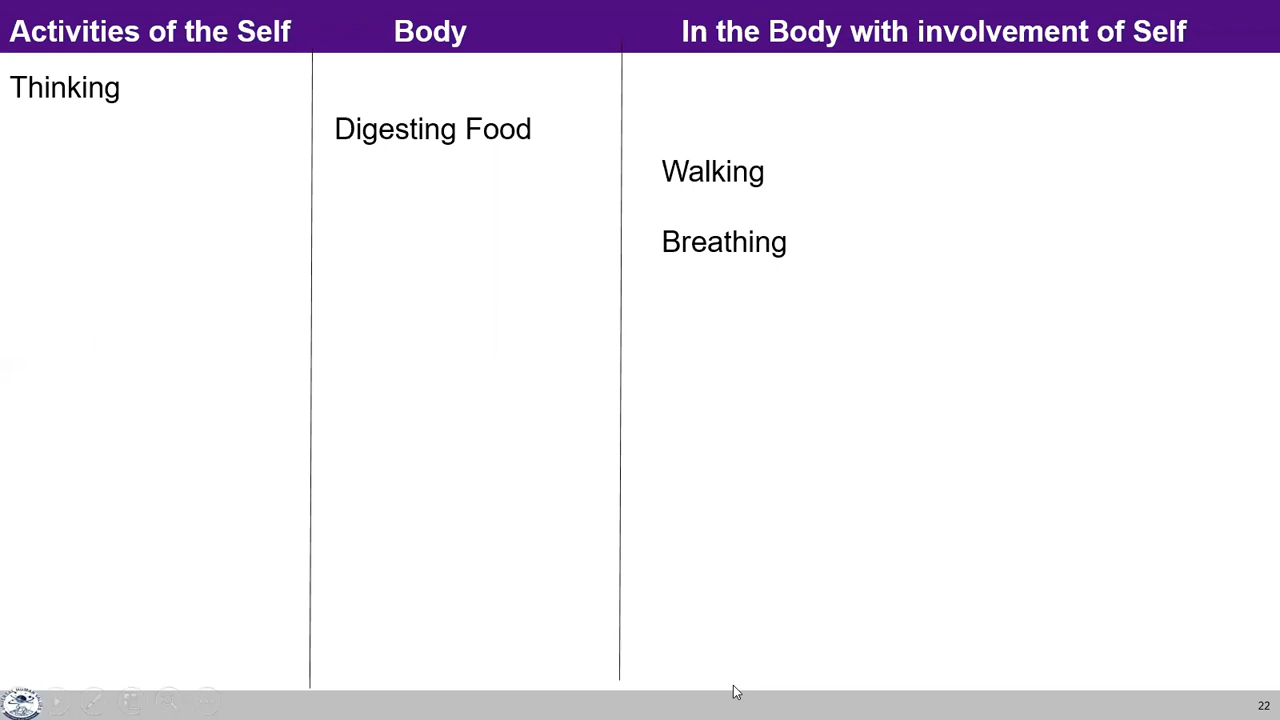 Activities of the Self Body In the Body with involvement of Self
Thinking
Digesting Food
Walking
Breathing
22